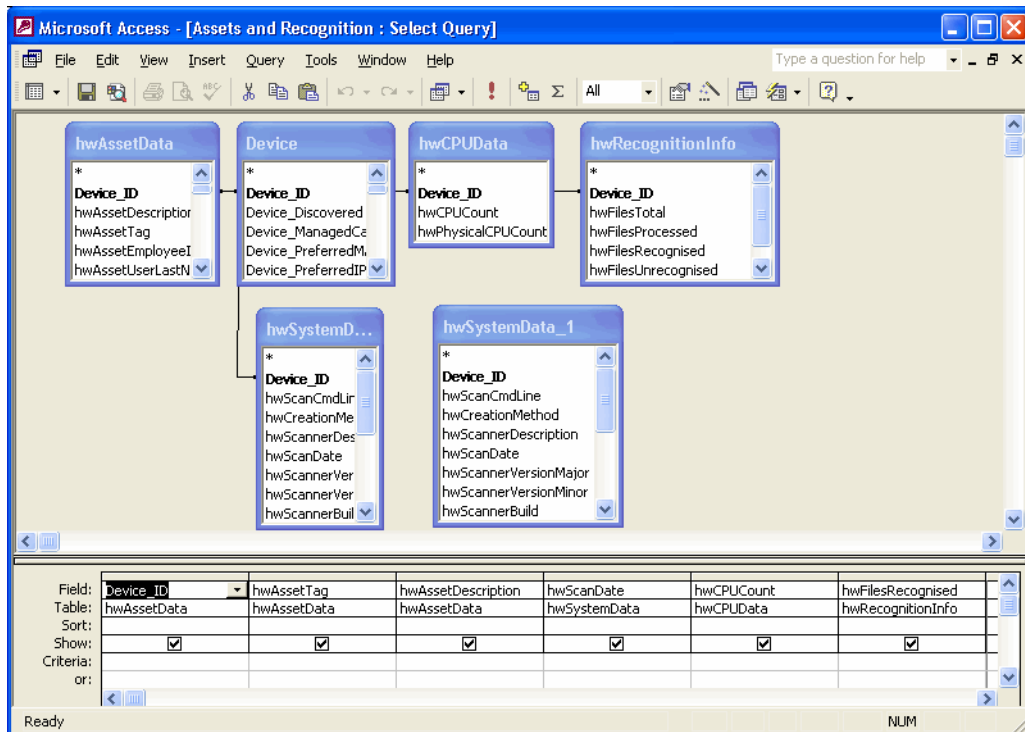 Microsoft Access - [Assets and Recognition : Select Query]
File Edit View Insert Query Tools Window Help
Type a question for help
ABC
All
hwAssetData
*
Device_ID
hwAssetDescription
hwAssetTag
hwAssetEmployeeI
hwAssetUserLastN
Device
*
Device_ID
Device_Discovered
Device_ManagedCa
Device_PreferredM
Device_PreferredIP
hwCPUData
*
Device_ID
hwCPUCount
hwPhysicalCPUCount
hwRecognitionInfo
*
Device_ID
hwFilesTotal
hwFilesProcessed
hwFilesRecognised
hwFilesUnrecognised
hwSystemD...
*
Device_ID
hwScanCmdLin
hwCreationMe
hwScannerDes
hwScanDate
hwScannerVer
hwScannerVer
hwScannerBuil
hwSystemData_1
*
Device_ID
hwScanCmdLine
hwCreationMethod
hwScannerDescription
hwScanDate
hwScannerVersionMajor
hwScannerVersionMinor
hwScannerBuild
Field: Device_ID hwAssetTag hwAssetDescription hwScanDate hwCPUCount hwFilesRecognised
Table: hwAssetData hwAssetData hwAssetData hwSystemData hwCPUData hwRecognitionInfo
Sort:
Show:
Criteria:
or:
Ready NUM